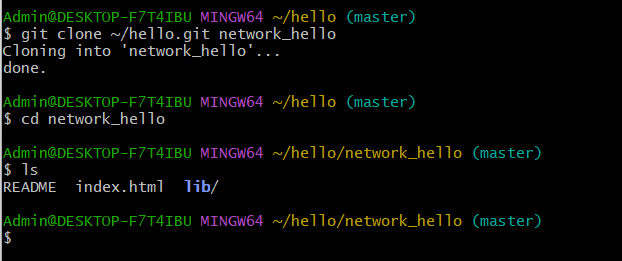 Admin@DESKTOP-F7T4IBU MINGW64 ~/hello (master)
$ git clone ~/hello.git network_hello
Cloning into 'network_hello'...
done.
Admin@DESKTOP-F7T4IBU MINGW64 ~/hello (master)
$ cd network_hello
Admin@DESKTOP-F7T4IBU MINGW64 ~/hello/network_hello (master)
$ ls
README  index.html  lib/
Admin@DESKTOP-F7T4IBU MINGW64 ~/hello/network_hello (master)
$